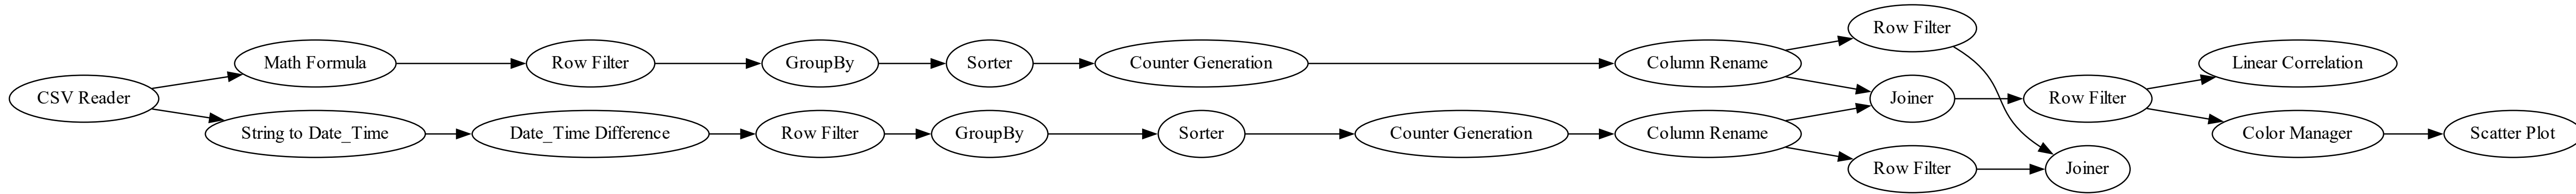 CSV Reader
Math Formula
String to Date_Time
Row Filter
Date_Time Difference
GroupBy
Row Filter
Sorter
GroupBy
Counter Generation
Sorter
Counter Generation
Column Rename
Column Rename
Row Filter
Joiner
Row Filter
Row Filter
Joiner
Linear Correlation
Color Manager
Scatter Plot